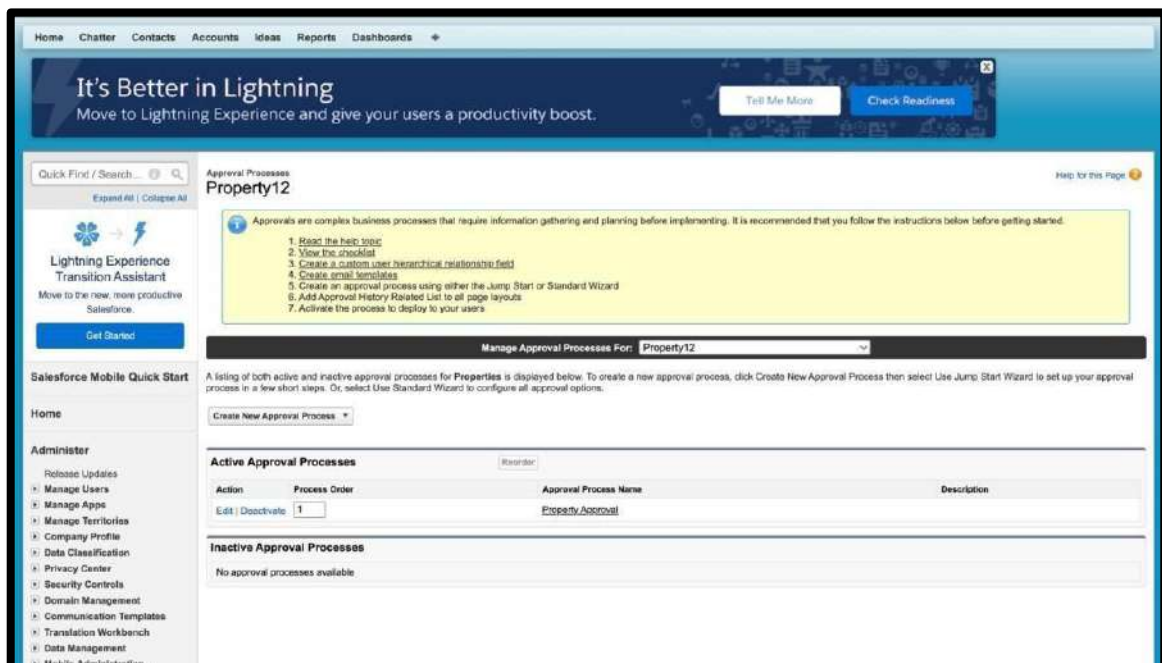 Home Chatter Contacts Accounts Ideas Reports Dashboards +
It's Better in Lightning
Move to Lightning Experience and give your users a productivity boost.
Tell Me More
Check Readiness
X
Quick Find / Search...
Expand All | Collapse All
Lightning Experience
Transition Assistant
Move to the new, more productive
Salesforce.
Get Started
Salesforce Mobile Quick Start
Home
Administer
Release Updates
Manage Users
Manage Apps
Manage Territories
Company Profile
Data Classification
Privacy Center
Security Controls
Domain Management
Communication Templates
Translation Workbench
Data Management
Mobile Administration
Approval Processes
Property12
Help for this Page
Approvals are complex business processes that require information gathering and planning before implementing. It is recommended that you follow the instructions below before getting started.
1. Read the help topic
2. View the checklist
3. Create a custom user hierarchical relationship field
4. Create email templates
5. Create an approval process using either the Jump Start or Standard Wizard
6. Add Approval History Related List to all page layouts
7. Activate the process to deploy to your users
Manage Approval Processes For: Property12
A listing of both active and inactive approval processes for Properties is displayed below. To create a new approval process, click Create New Approval Process then select Use Jump Start Wizard to set up your approval
process in a few short steps. Or, select Use Standard Wizard to configure all approval options.
Create New Approval Process
Active Approval Processes Reorder
Action Process Order Approval Process Name Description
Edit | Deactivate 1 Property Approval
Inactive Approval Processes
No approval processes available